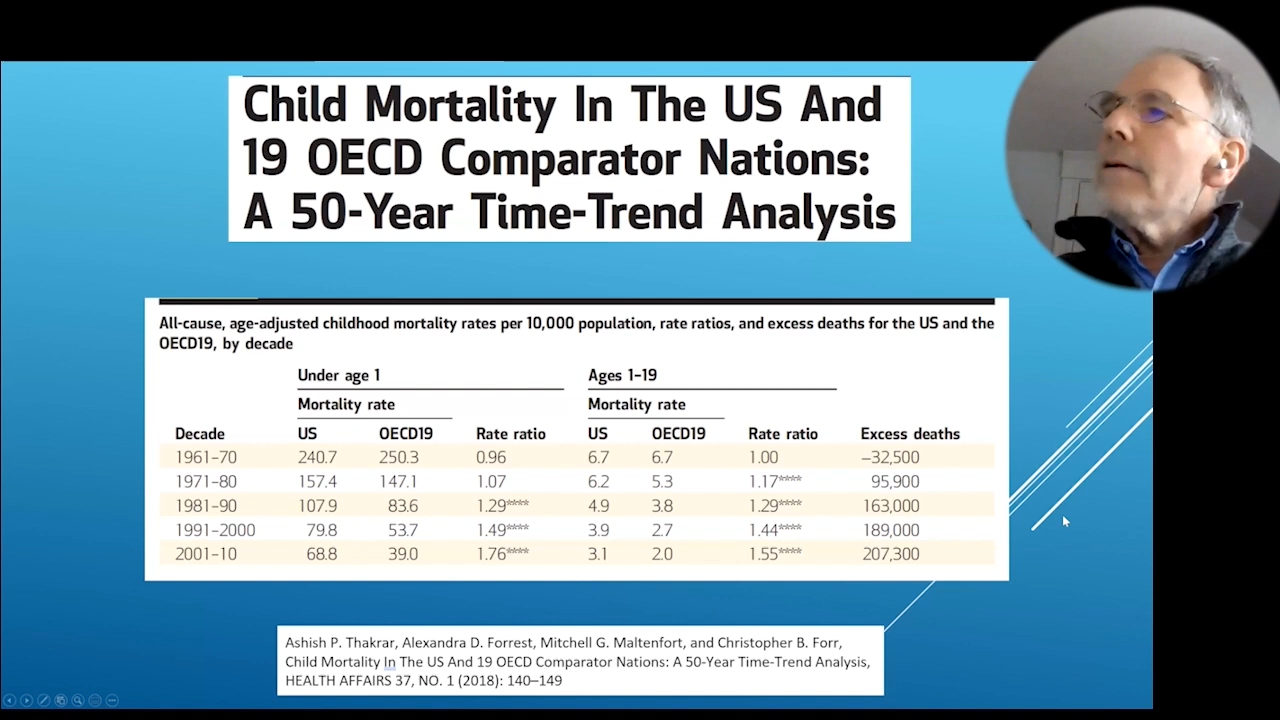 Child Mortality In The US And
19 OECD Comparator Nations:
A 50-Year Time-Trend Analysis
All-cause, age-adjusted childhood mortality rates per 10,000 population, rate ratios, and excess deaths for the US and the
OECD19, by decade
Under age 1 Ages 1–19
Mortality rate Mortality rate
Decade US OECD19 Rate ratio US OECD19 Rate ratio Excess deaths
1961–70 240.7 250.3 0.96 6.7 6.7 1.00 −32,500
1971–80 157.4 147.1 1.07 6.2 5.3 1.17**** 95,900
1981–90 107.9 83.6 1.29**** 4.9 3.8 1.29**** 163,000
1991–2000 79.8 53.7 1.49**** 3.9 2.7 1.44**** 189,000
2001–10 68.8 39.0 1.76**** 3.1 2.0 1.55**** 207,300
Ashish P. Thakrar, Alexandra D. Forrest, Mitchell G. Maltenfort, and Christopher B. Forr,
Child Mortality In The US And 19 OECD Comparator Nations: A 50-Year Time-Trend Analysis,
HEALTH AFFAIRS 37, NO. 1 (2018): 140–149